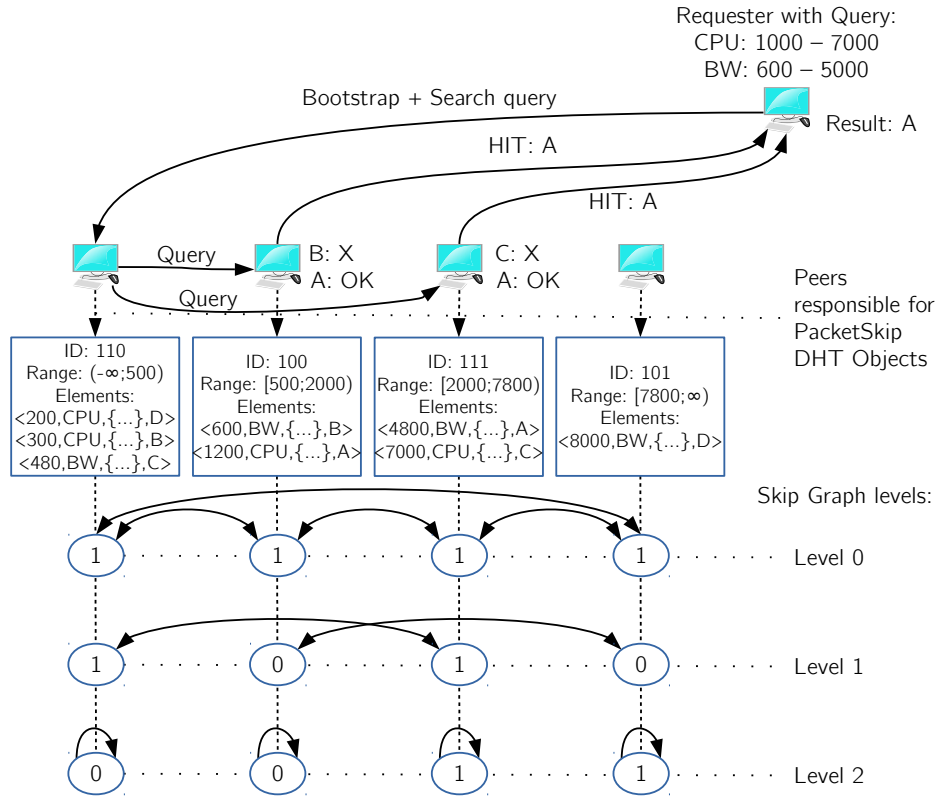 Requester with Query:
CPU: 1000 – 7000
BW: 600 – 5000
Bootstrap + Search query
Result: A
HIT: A
HIT: A
Query
B: X
A: OK
C: X
A: OK
Query
Peers
responsible for
PacketSkip
DHT Objects
ID: 110
Range: (-∞;500)
Elements:
<200,CPU,{...},D>
<300,CPU,{...},B>
<480,BW,{...},C>
ID: 100
Range: [500;2000)
Elements:
<600,BW,{...},B>
<1200,CPU,{...},A>
ID: 111
Range: [2000;7800)
Elements:
<4800,BW,{...},A>
<7000,CPU,{...},C>
ID: 101
Range: [7800;∞)
Elements:
<8000,BW,{...},D>
Skip Graph levels:
1 1 1 1 Level 0
1 0 1 0 Level 1
0 0 1 1 Level 2